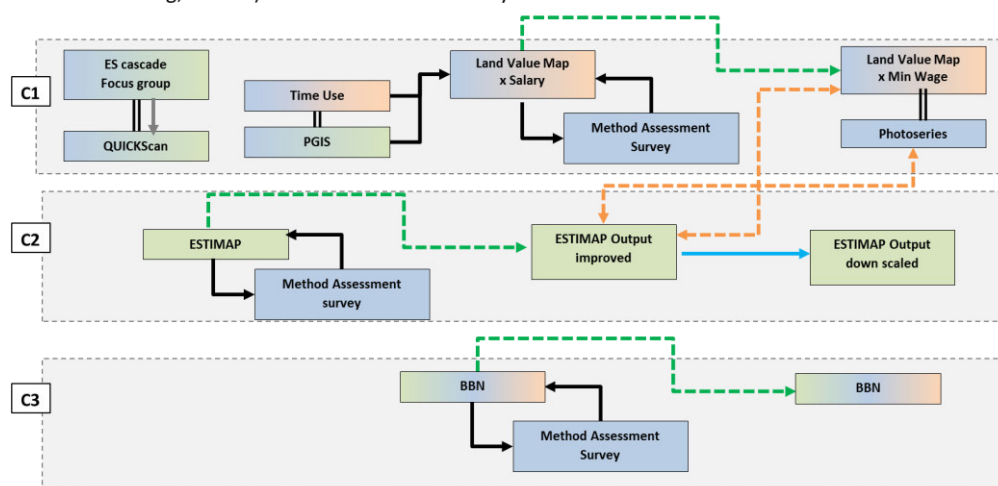 C1
ES cascade
Focus group
QUICKScan
Time Use
PGIS
Land Value Map
x Salary
Method Assessment
Survey
Land Value Map
x Min Wage
Photoseries
C2
ESTIMAP
Method Assessment
survey
ESTIMAP Output
improved
ESTIMAP Output
down scaled
C3
BBN
Method Assessment
Survey
BBN